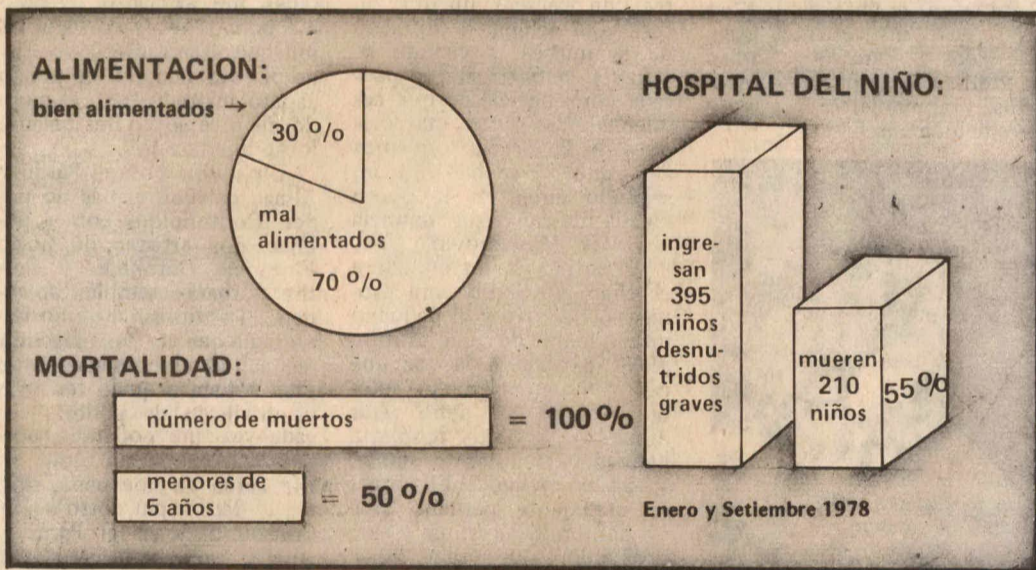 ALIMENTACION:
bien alimentados →
30 º/o
mal
alimentados
70 º/o
MORTALIDAD:
número de muertos
= 100 º/o
menores de
5 años
= 50 º/o
HOSPITAL DEL NIÑO:
ingre-
san
395
niños
desnu-
tridos
graves
mueren
210
niños
55º/o
Enero y Setiembre 1978